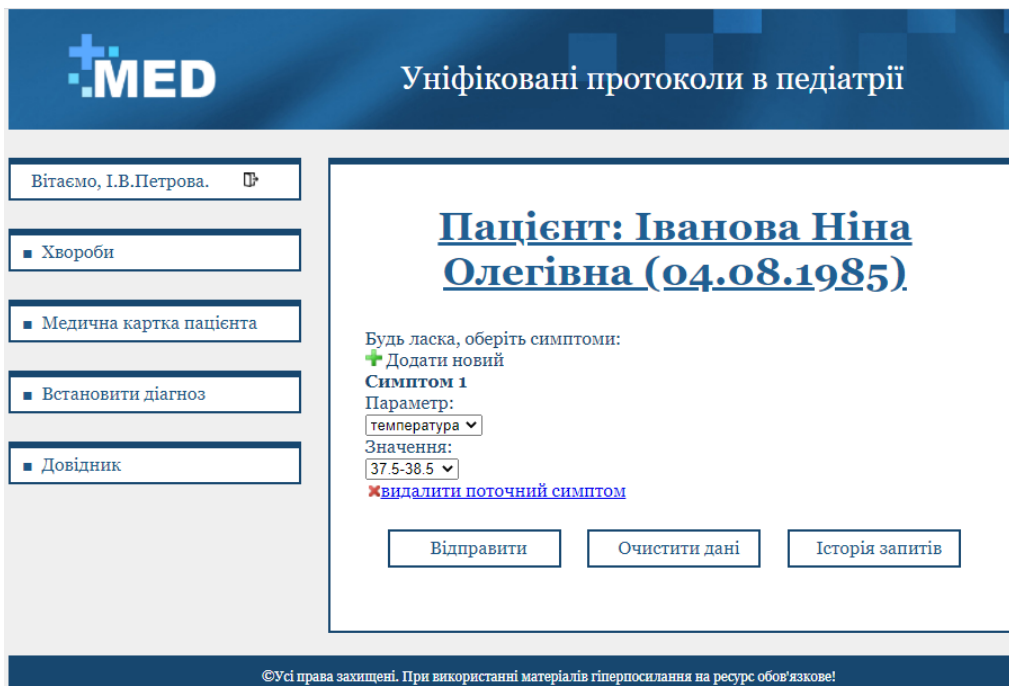 MED
Уніфіковані протоколи в педіатрії
Вітаємо, І.В.Петрова.
Хвороби
Медична картка пацієнта
Встановити діагноз
Довідник
Пацієнт: Іванова Ніна
Олегівна (04.08.1985)
Будь ласка, оберіть симптоми:
Додати новий
Симптом 1
Параметр:
температура
Значення:
37.5-38.5
видалити поточний симптом
Відправити
Очистити дані
Історія запитів
©Усі права захищені. При використанні матеріалів гіперпосилання на ресурс обов'язкове!